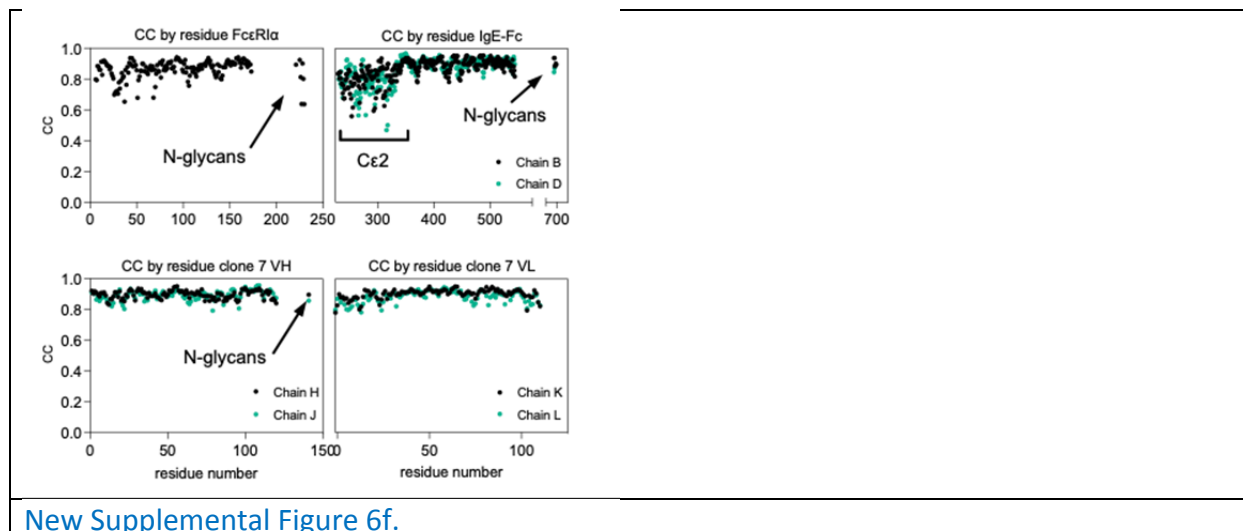 CC by residue FcεRIα
CC by residue IgE-Fc
1.0
0.8
0.6
0.4
0.2
0.0
CC
N-glycans
N-glycans
Cε2
Chain B
Chain D
0 50 100 150 200 250
300 400 500 700
CC by residue clone 7 VH
CC by residue clone 7 VL
1.0
0.8
0.6
0.4
0.2
0.0
CC
N-glycans
Chain H
Chain J
Chain K
Chain L
0 50 100 150
0 50 100
residue number
residue number
New Supplemental Figure 6f.